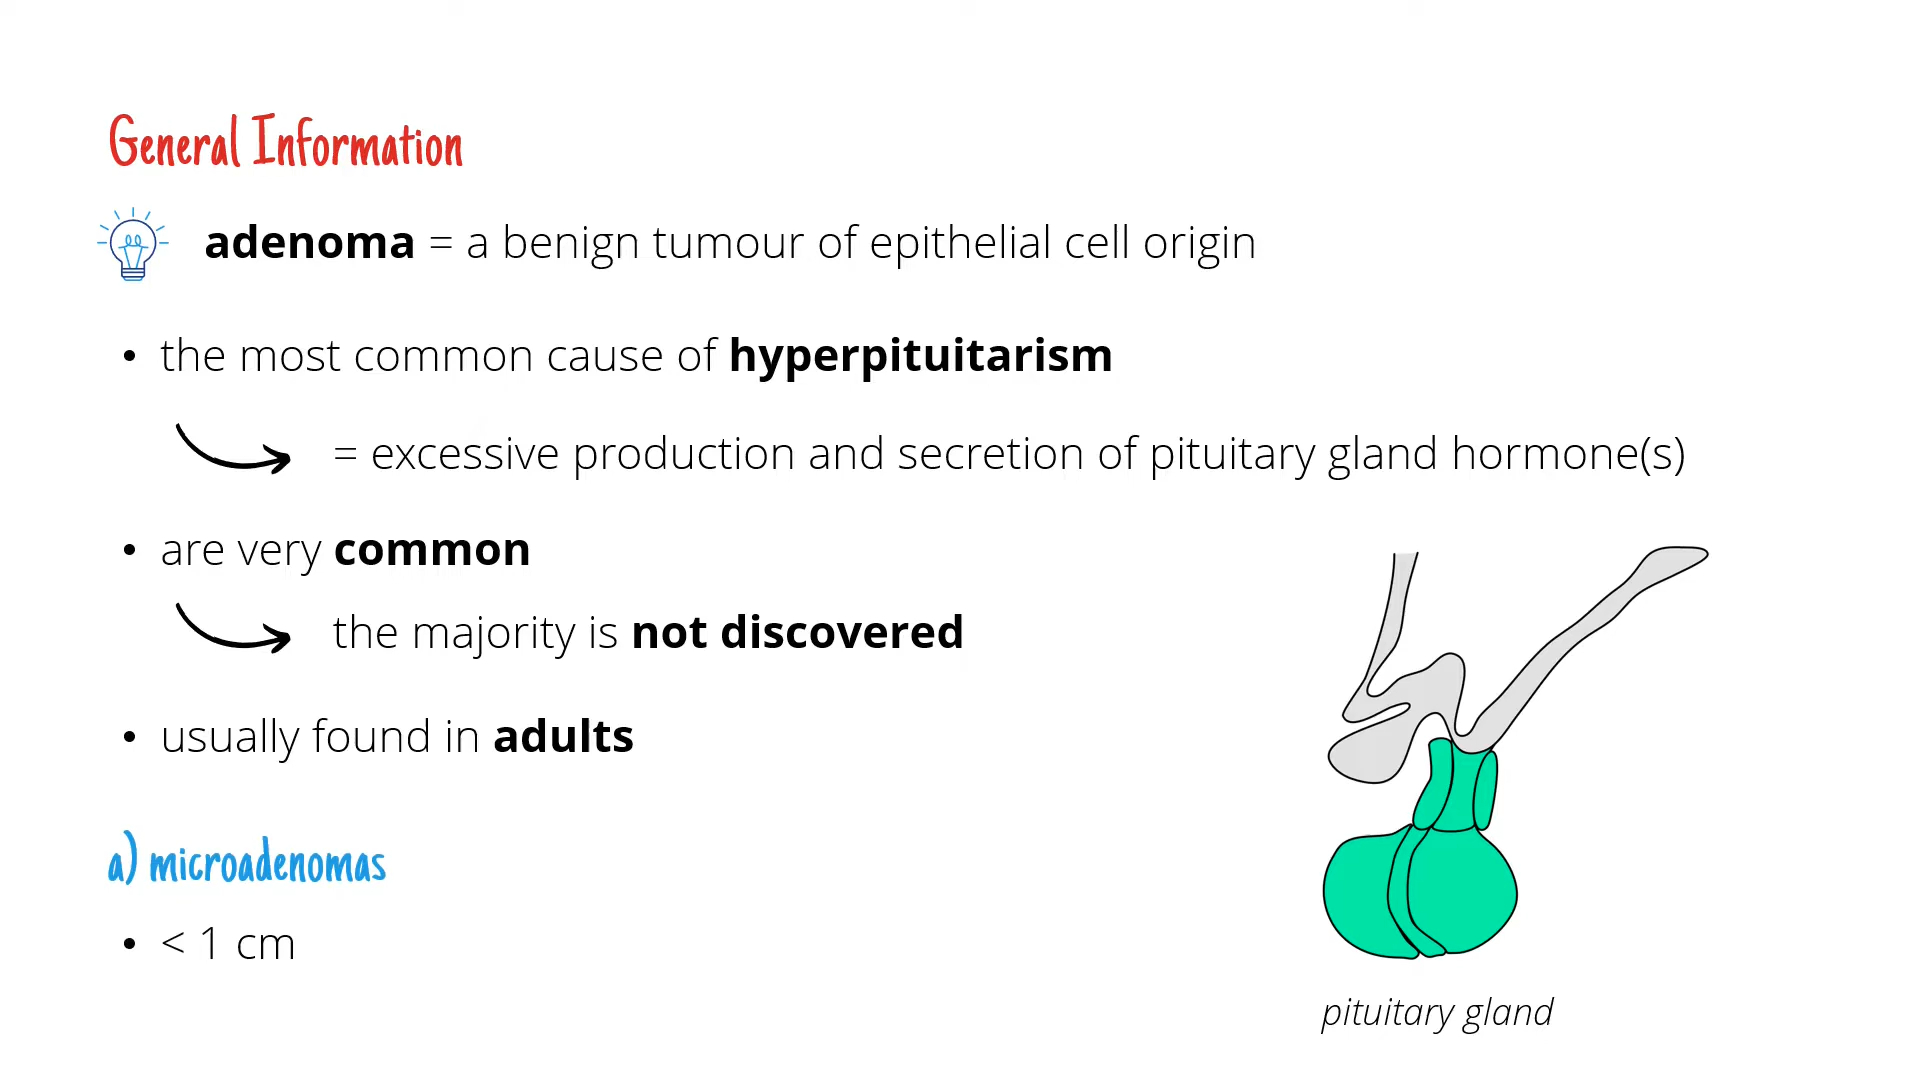 General Information
adenoma = a benign tumour of epithelial cell origin
• the most common cause of hyperpituitarism
= excessive production and secretion of pituitary gland hormone(s)
• are very common
the majority is not discovered
• usually found in adults
a) microadenomas
• < 1 cm
pituitary gland